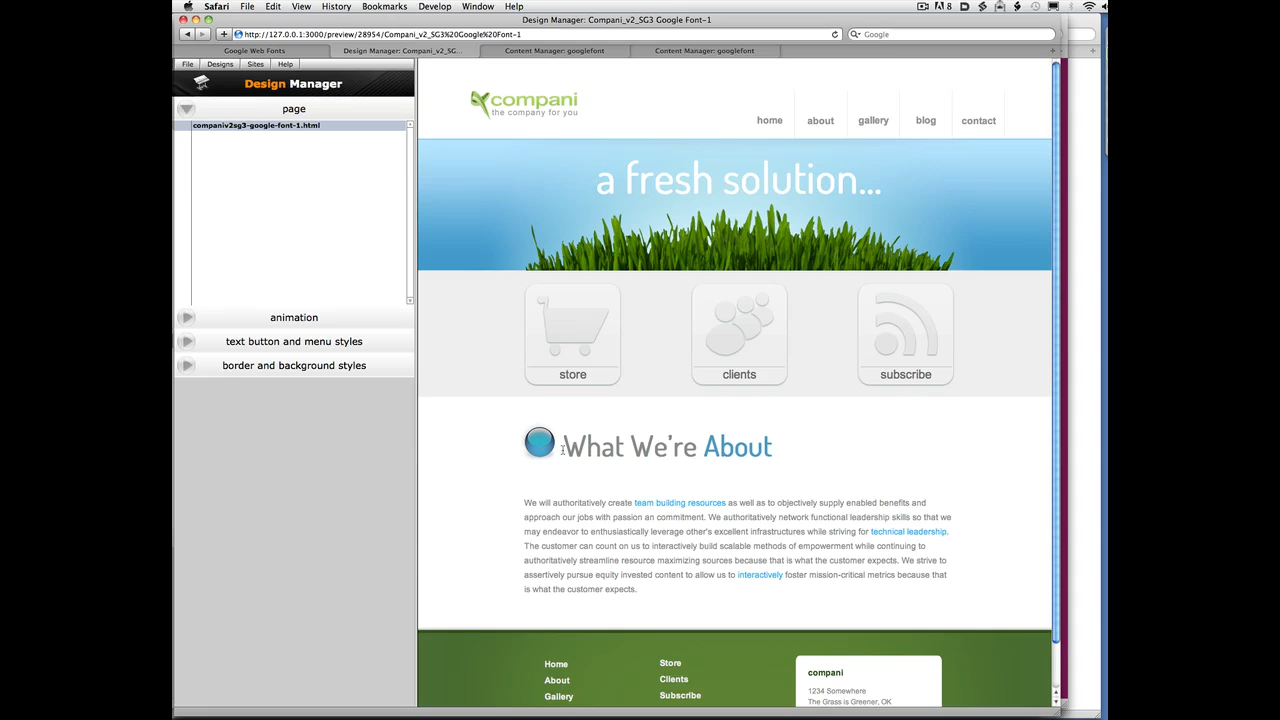 Safari File Edit View History Bookmarks Develop Window Help
8
Design Manager: Compani_v2_SG3 Google Font-1
http://127.0.0.1:3000/preview/28954/Compani_v2_SG3%20Google%20Font-1
Google
Google Web Fonts
Design Manager: Compani_v2_SG...
Content Manager: googlefont
Content Manager: googlefont
File Designs Sites Help
Design Manager
page
companiv2sg3-google-font-1.html
animation
text button and menu styles
border and background styles
compani
the company for you
home about gallery blog contact
a fresh solution...
store clients subscribe
What We're About
We will authoritatively create team building resources as well as to objectively supply enabled benefits and
approach our jobs with passion an commitment. We authoritatively network functional leadership skills so that we
may endeavor to enthusiastically leverage other's excellent infrastructures while striving for technical leadership.
The customer can count on us to interactively build scalable methods of empowerment while continuing to
authoritatively streamline resource maximizing sources because that is what the customer expects. We strive to
assertively pursue equity invested content to allow us to interactively foster mission-critical metrics because that
is what the customer expects.
Home
About
Gallery
Store
Clients
Subscribe
compani
1234 Somewhere
The Grass is Greener, OK